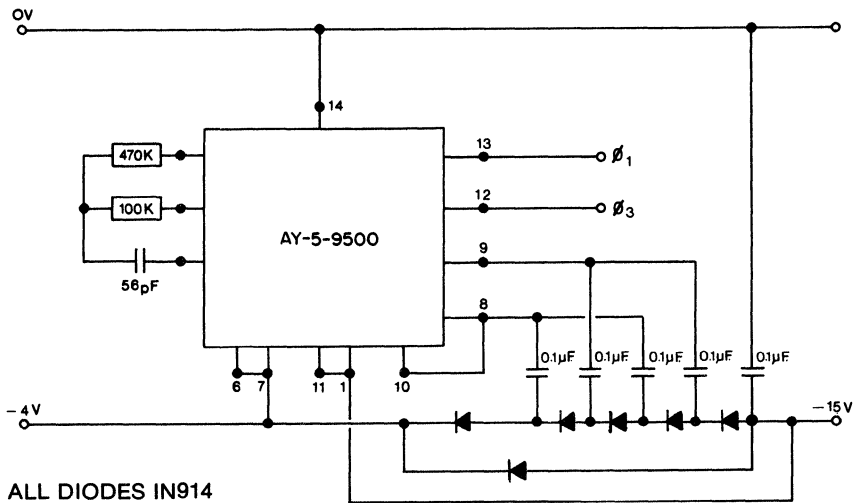 0V
14
470K
13
Ø1
100K
12
Ø3
AY-5-9500
9
56pF
8
0.1µF.
0.1µF.
0.1µF.
0.1µF.
0.1µF.
6
7
11
1
10
-4V
-15V
ALL DIODES IN914